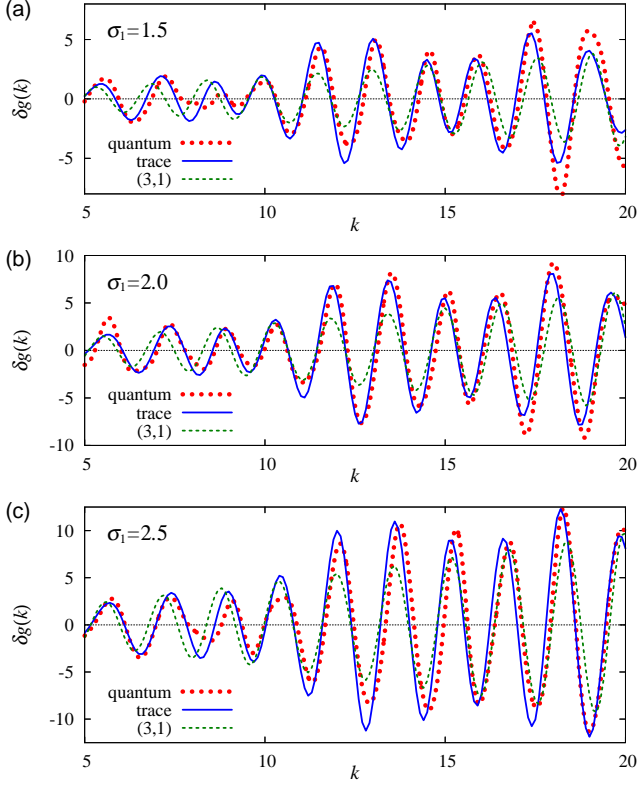 (a)
σ₁=1.5
δg(k)
5
0
-5
quantum
trace
(3,1)
5 10 15 20
k
(b)
σ₁=2.0
δg(k)
10
5
0
-5
-10
quantum
trace
(3,1)
5 10 15 20
k
(c)
σ₁=2.5
δg(k)
10
5
0
-5
-10
quantum
trace
(3,1)
5 10 15 20
k